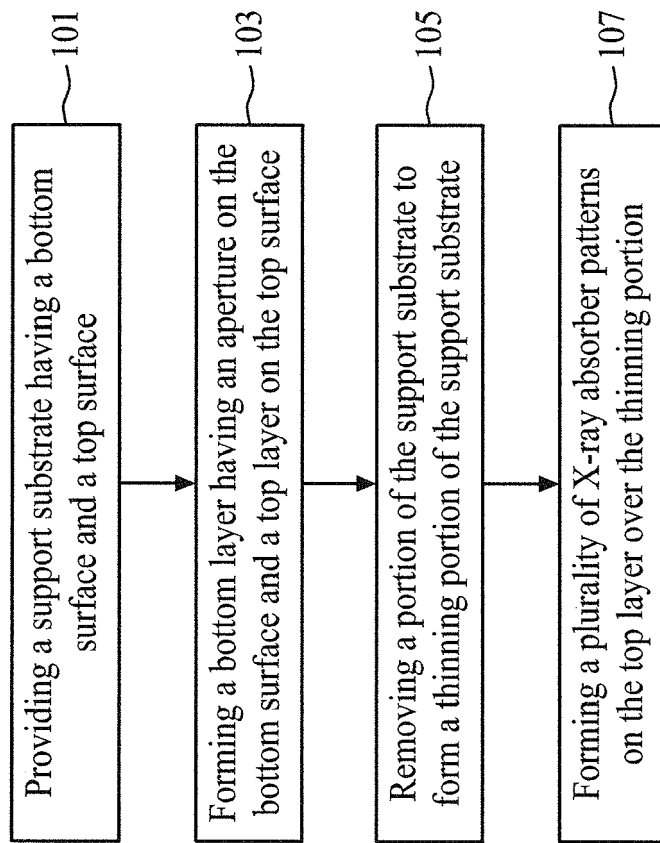 Providing a support substrate having a bottom
surface and a top surface
101
Forming a bottom layer having an aperture on the
bottom surface and a top layer on the top surface
103
Removing a portion of the support substrate to
form a thinning portion of the support substrate
105
Forming a plurality of X-ray absorber patterns
on the top layer over the thinning portion
107